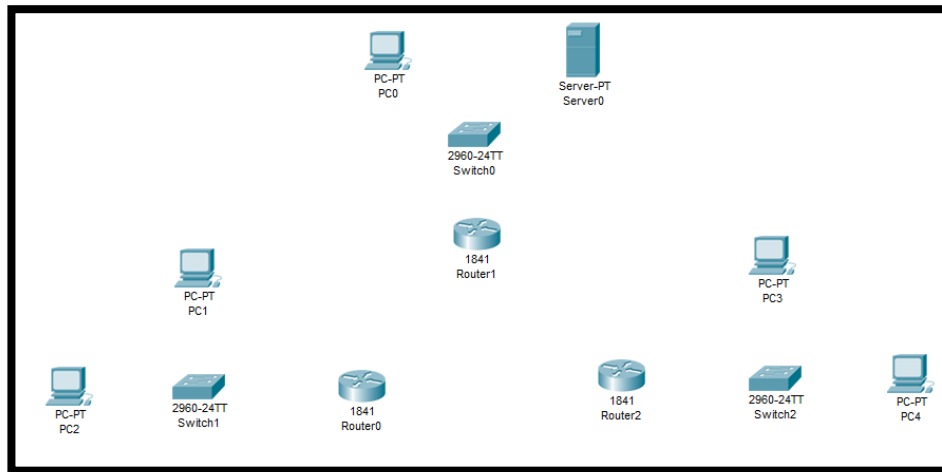 PC-PT
PC0
Server-PT
Server0
2960-24TT
Switch0
1841
Router1
PC-PT
PC1
PC-PT
PC3
PC-PT
PC2
2960-24TT
Switch1
1841
Router0
1841
Router2
2960-24TT
Switch2
PC-PT
PC4